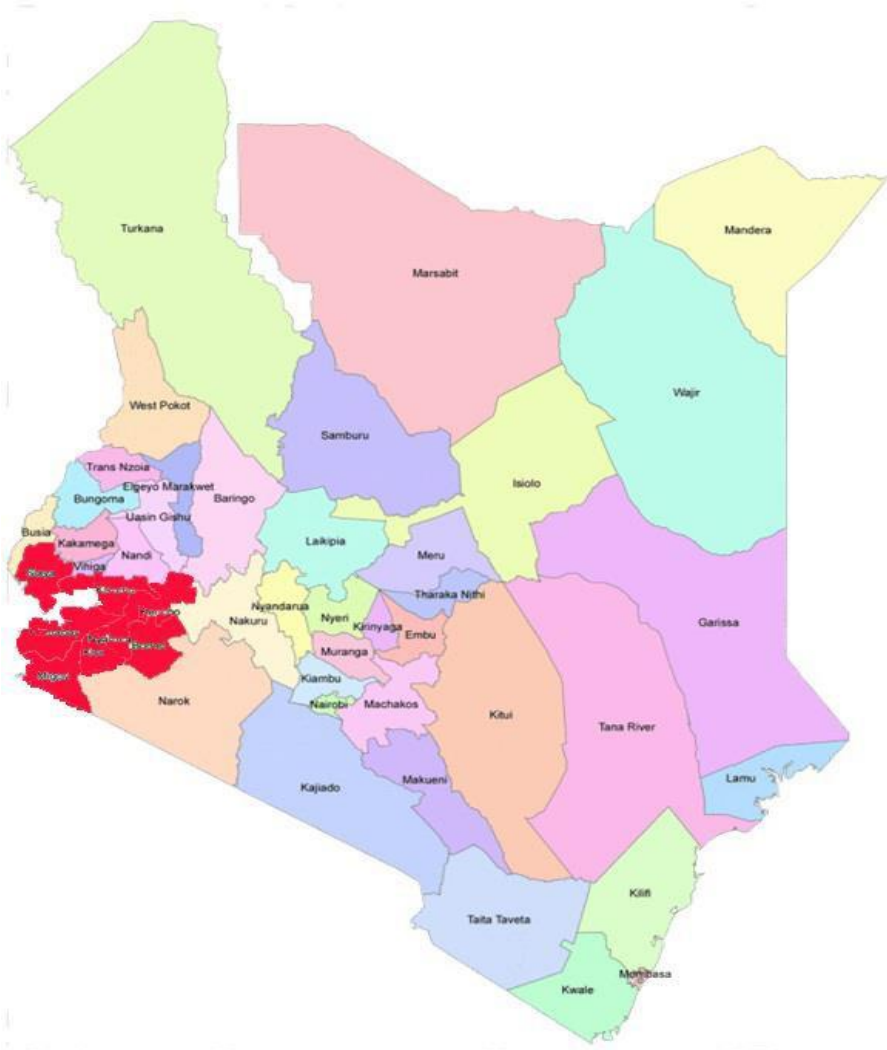 Turkana
Mandera
Marsabit
Wajir
West Pokot
Samburu
Trans Nzoia
Isiolo
Elgeyo Marakwet
Bungoma
Baringo
Uasin Gishu
Busia
Kakamega
Laikipia
Nandi
Meru
Vihiga
Tharaka Nithi
Nyandarua
Nakuru
Nyeri
Kirinyaga
Garissa
Embu
Muranga
Kiambu
Narok
Nairobi
Machakos
Kitui
Tana River
Migori
Lamu
Makueni
Kajiado
Kilifi
Taita Taveta
Mombasa
Kwale